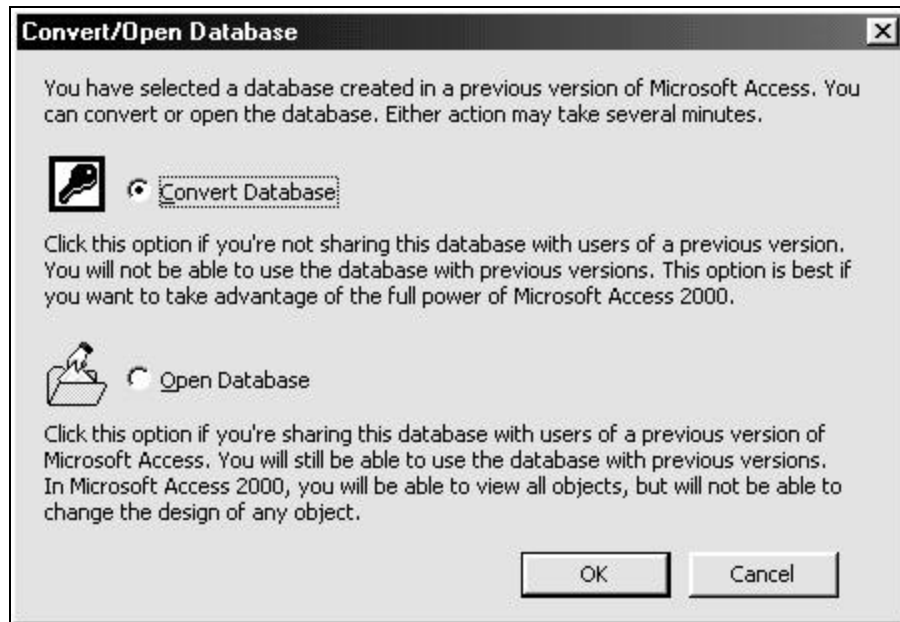 Convert/Open Database
You have selected a database created in a previous version of Microsoft Access. You
can convert or open the database. Either action may take several minutes.
Convert Database
Click this option if you're not sharing this database with users of a previous version.
You will not be able to use the database with previous versions. This option is best if
you want to take advantage of the full power of Microsoft Access 2000.
Open Database
Click this option if you're sharing this database with users of a previous version of
Microsoft Access. You will still be able to use the database with previous versions.
In Microsoft Access 2000, you will be able to view all objects, but will not be able to
change the design of any object.
OK Cancel